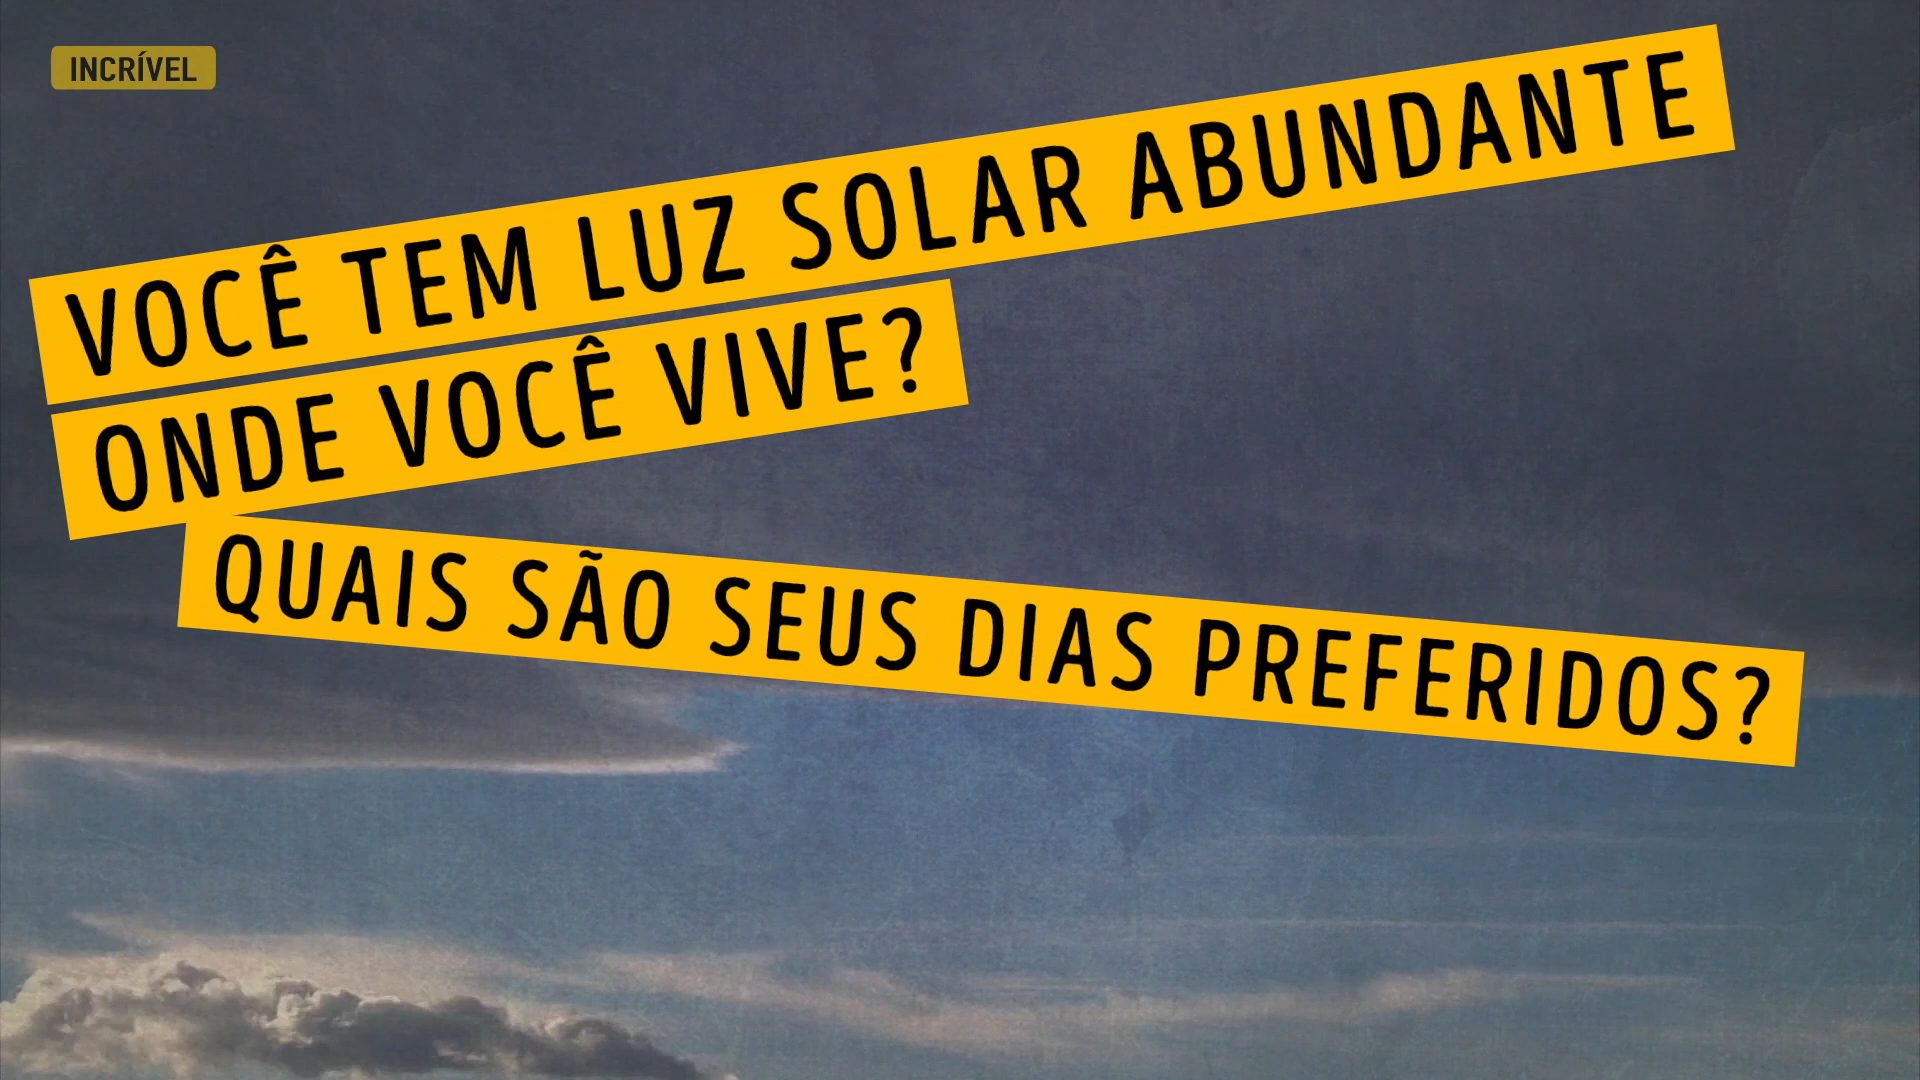 INCRÍVEL
VOCÊ TEM LUZ SOLAR ABUNDANTE
ONDE VOCÊ VIVE?
QUAIS SÃO SEUS DIAS PREFERIDOS?